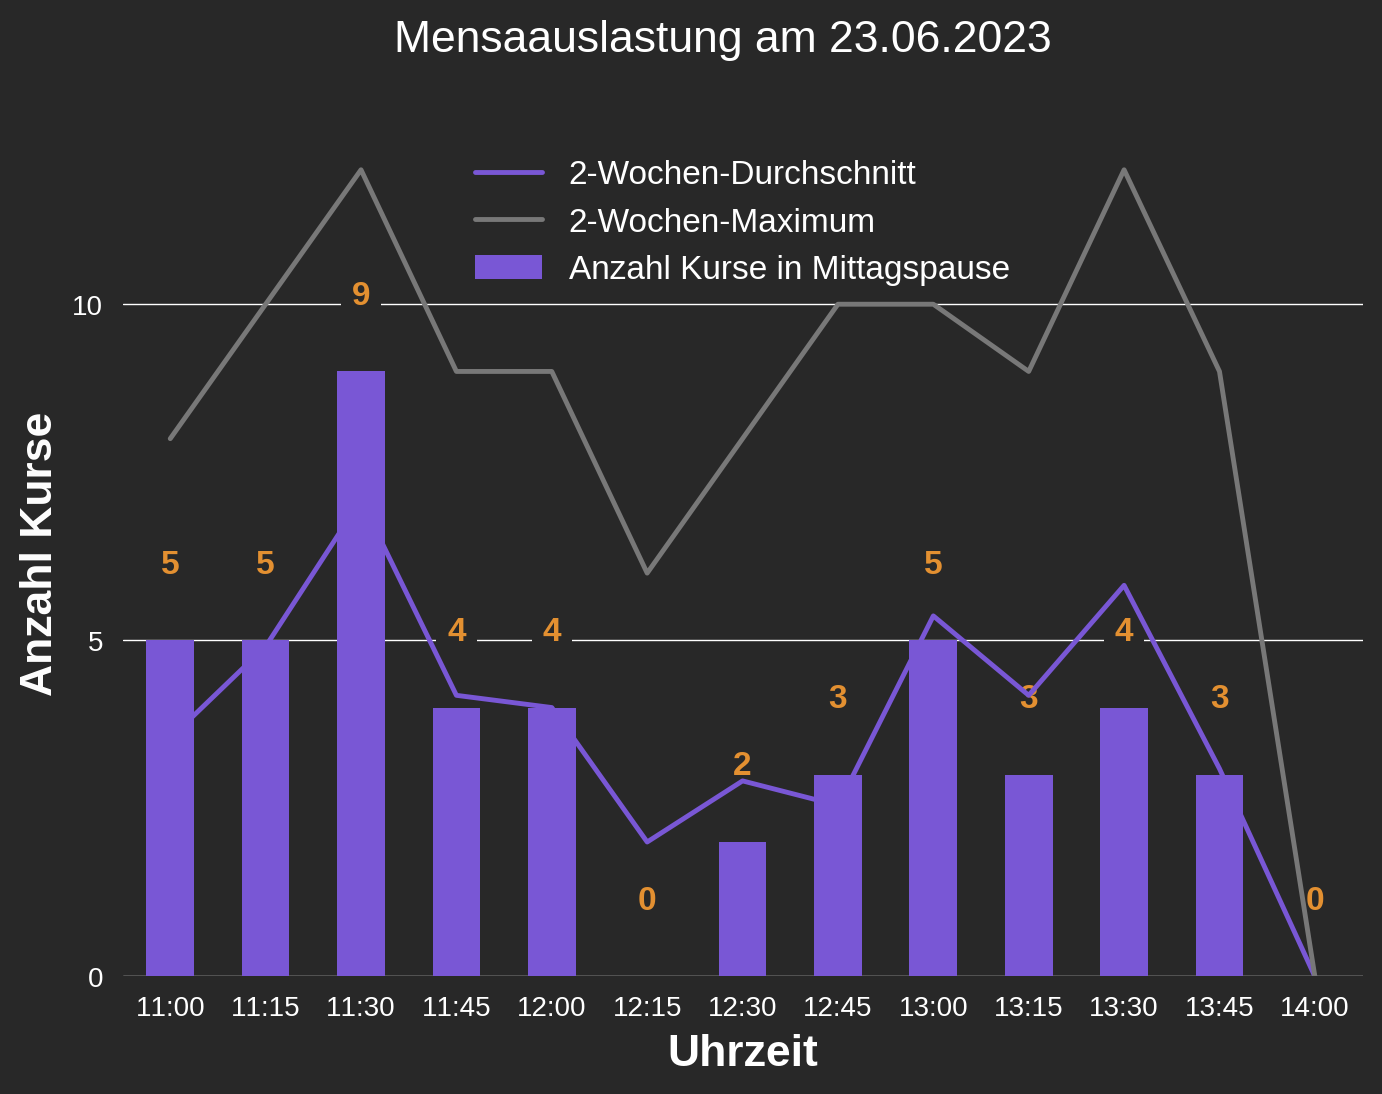 Mensaauslastung am 23.06.2023
2-Wochen-Durchschnitt
2-Wochen-Maximum
Anzahl Kurse in Mittagspause
Anzahl Kurse
10
5
0
5
5
9
4
4
0
2
3
5
3
4
3
0
11:00 11:15 11:30 11:45 12:00 12:15 12:30 12:45 13:00 13:15 13:30 13:45 14:00
Uhrzeit